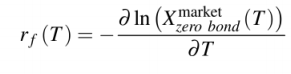 r_f(T) = −∂ ln (X^market_zero bond (T)) / ∂T